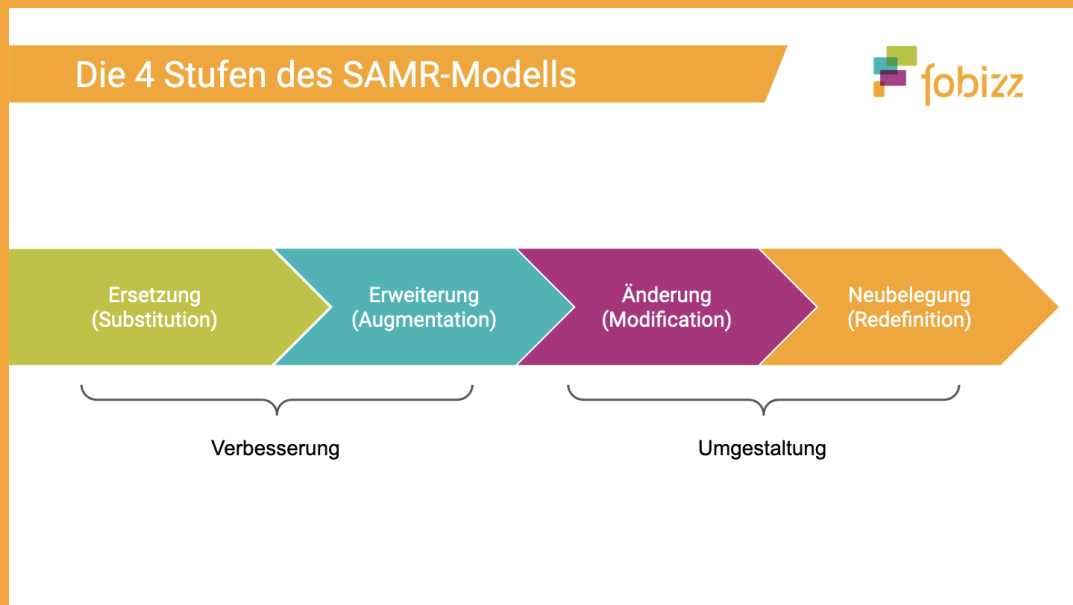 Die 4 Stufen des SAMR-Modells
fobizz
Ersetzung
(Substitution)
Erweiterung
(Augmentation)
Änderung
(Modification)
Neubelegung
(Redefinition)
Verbesserung
Umgestaltung